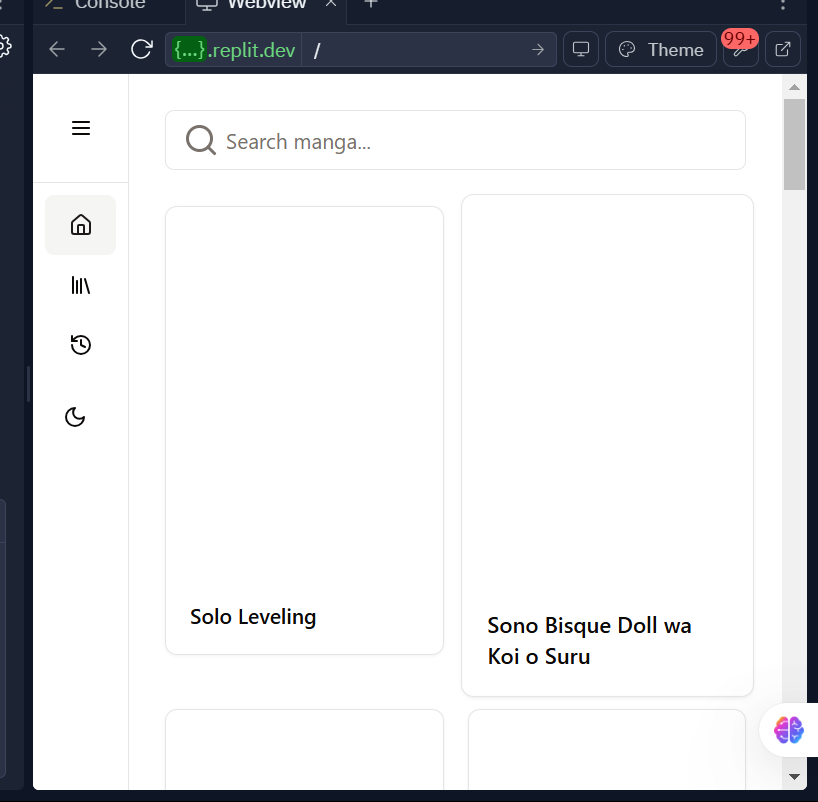 Console
Webview
{...}.replit.dev
/
Theme
99+
Search manga...
Solo Leveling
Sono Bisque Doll wa
Koi o Suru